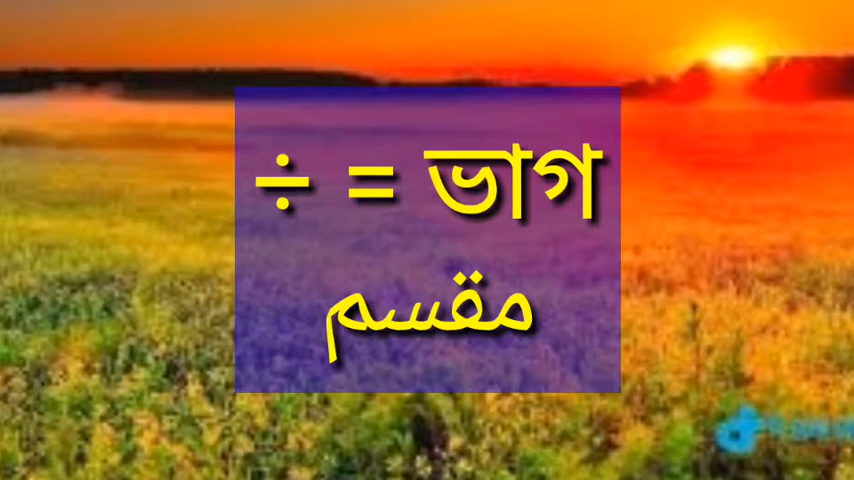 ÷ = ভাগ
مقسم